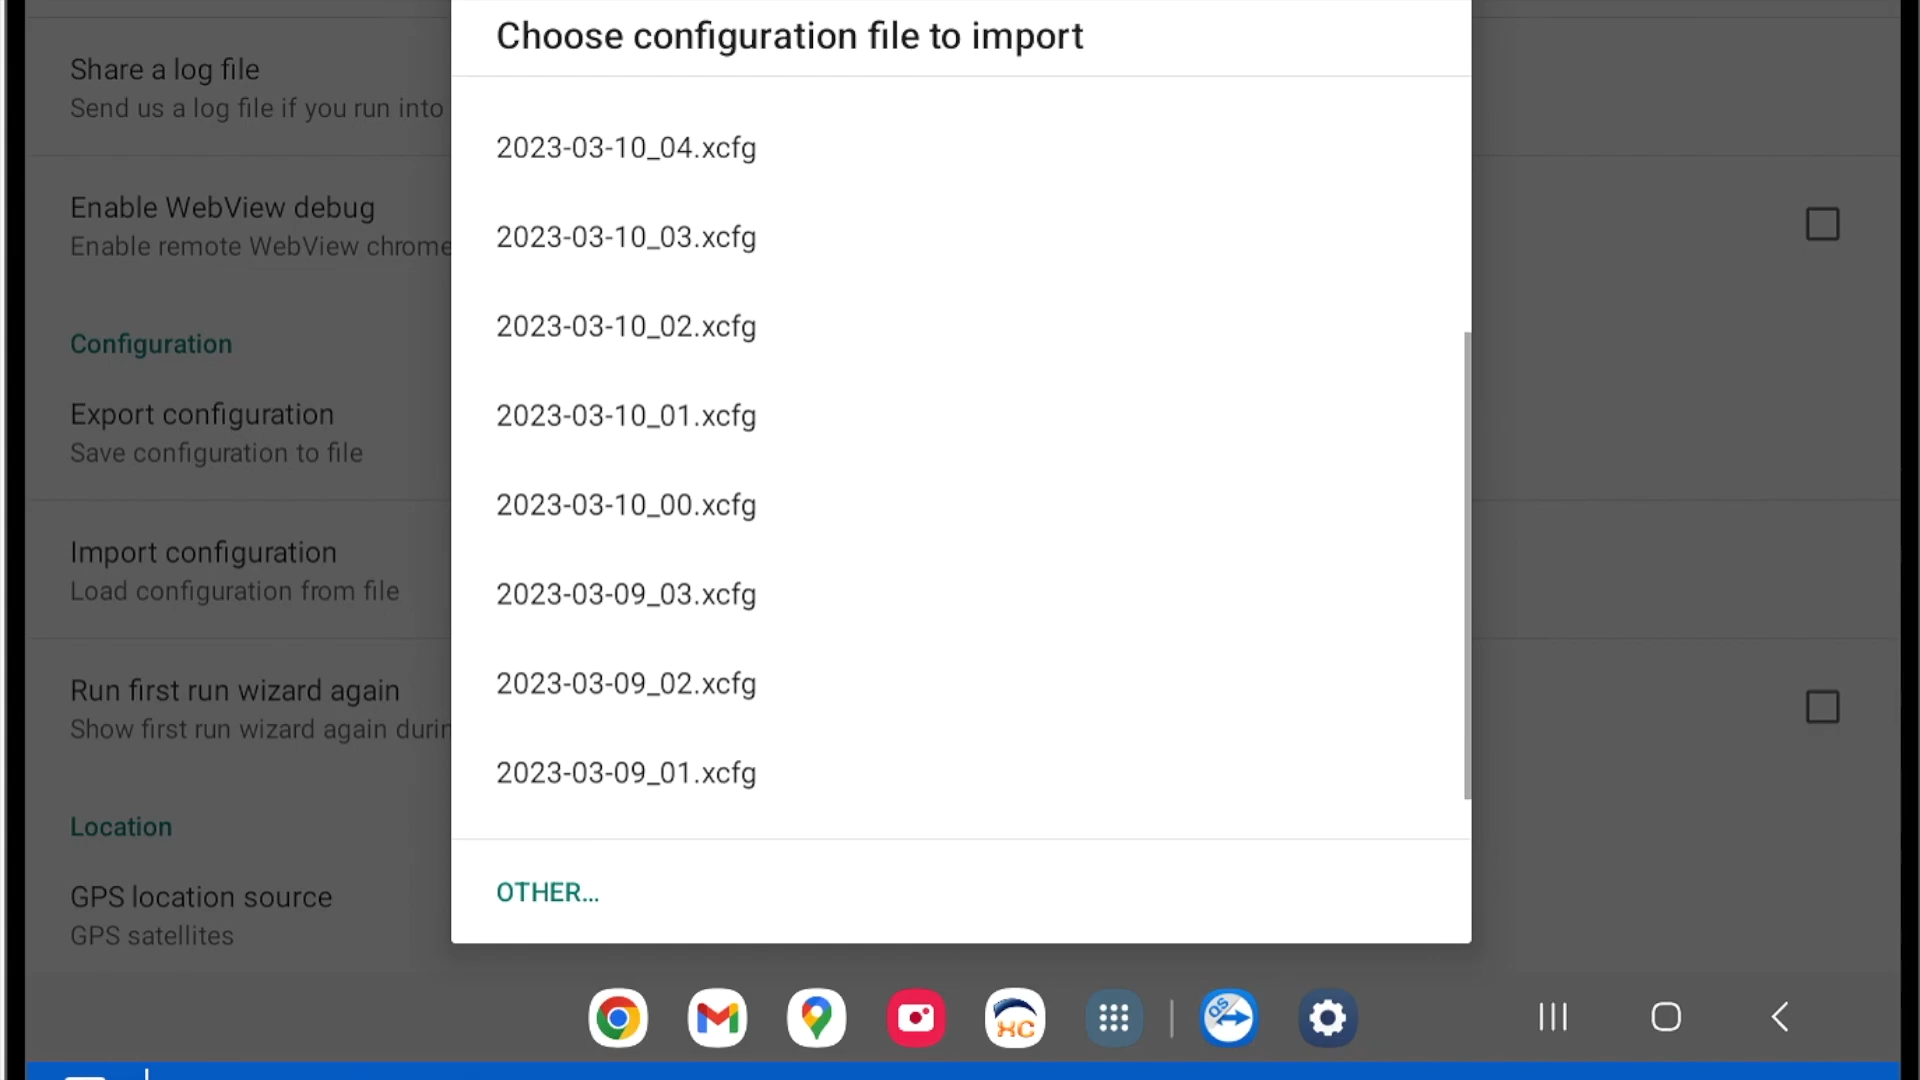 Choose configuration file to import
Share a log file
Send us a log file if you run into
2023-03-10_04.xcfg
Enable WebView debug
Enable remote WebView chrome
2023-03-10_03.xcfg
2023-03-10_02.xcfg
Configuration
2023-03-10_01.xcfg
Export configuration
Save configuration to file
2023-03-10_00.xcfg
Import configuration
Load configuration from file
2023-03-09_03.xcfg
Run first run wizard again
Show first run wizard again durin
2023-03-09_02.xcfg
2023-03-09_01.xcfg
Location
GPS location source
GPS satellites
OTHER...
XC
QS